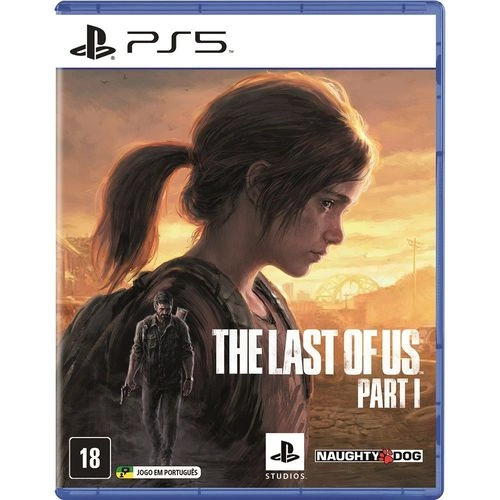 PS5
THE LAST OF US
PART I
18
JOGO EM PORTUGUÊS
STUDIOS
NAUGHTY DOG